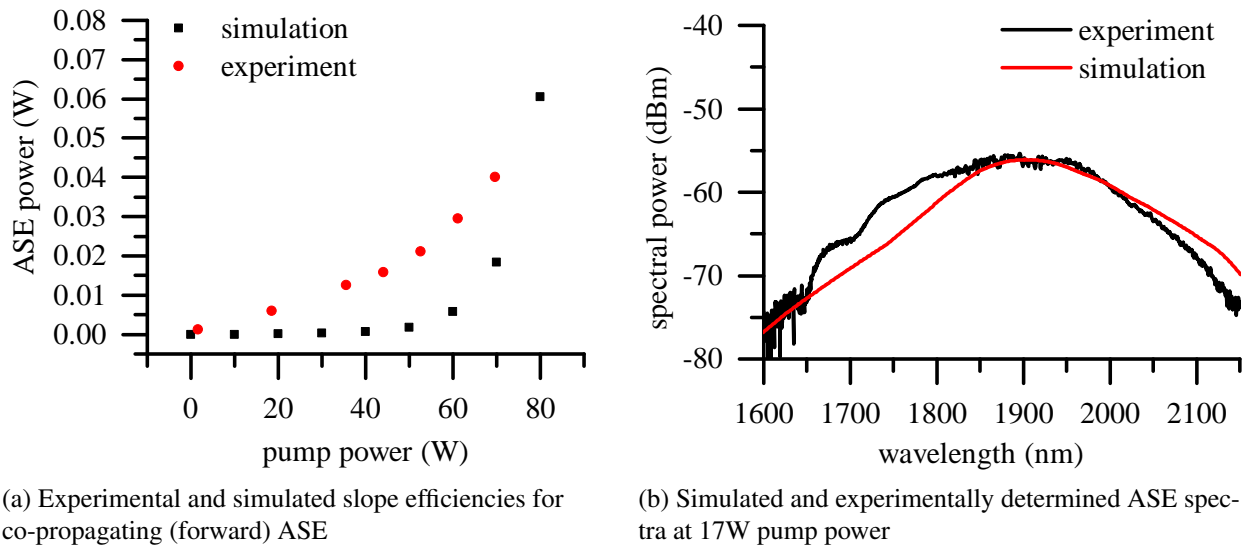 simulation
experiment
ASE power (W)
0.08
0.07
0.06
0.05
0.04
0.03
0.02
0.01
0.00
0 20 40 60 80
pump power (W)
(a) Experimental and simulated slope efficiencies for
co-propagating (forward) ASE
experiment
simulation
spectral power (dBm)
-40
-50
-60
-70
-80
1600 1700 1800 1900 2000 2100
wavelength (nm)
(b) Simulated and experimentally determined ASE spec-
tra at 17W pump power